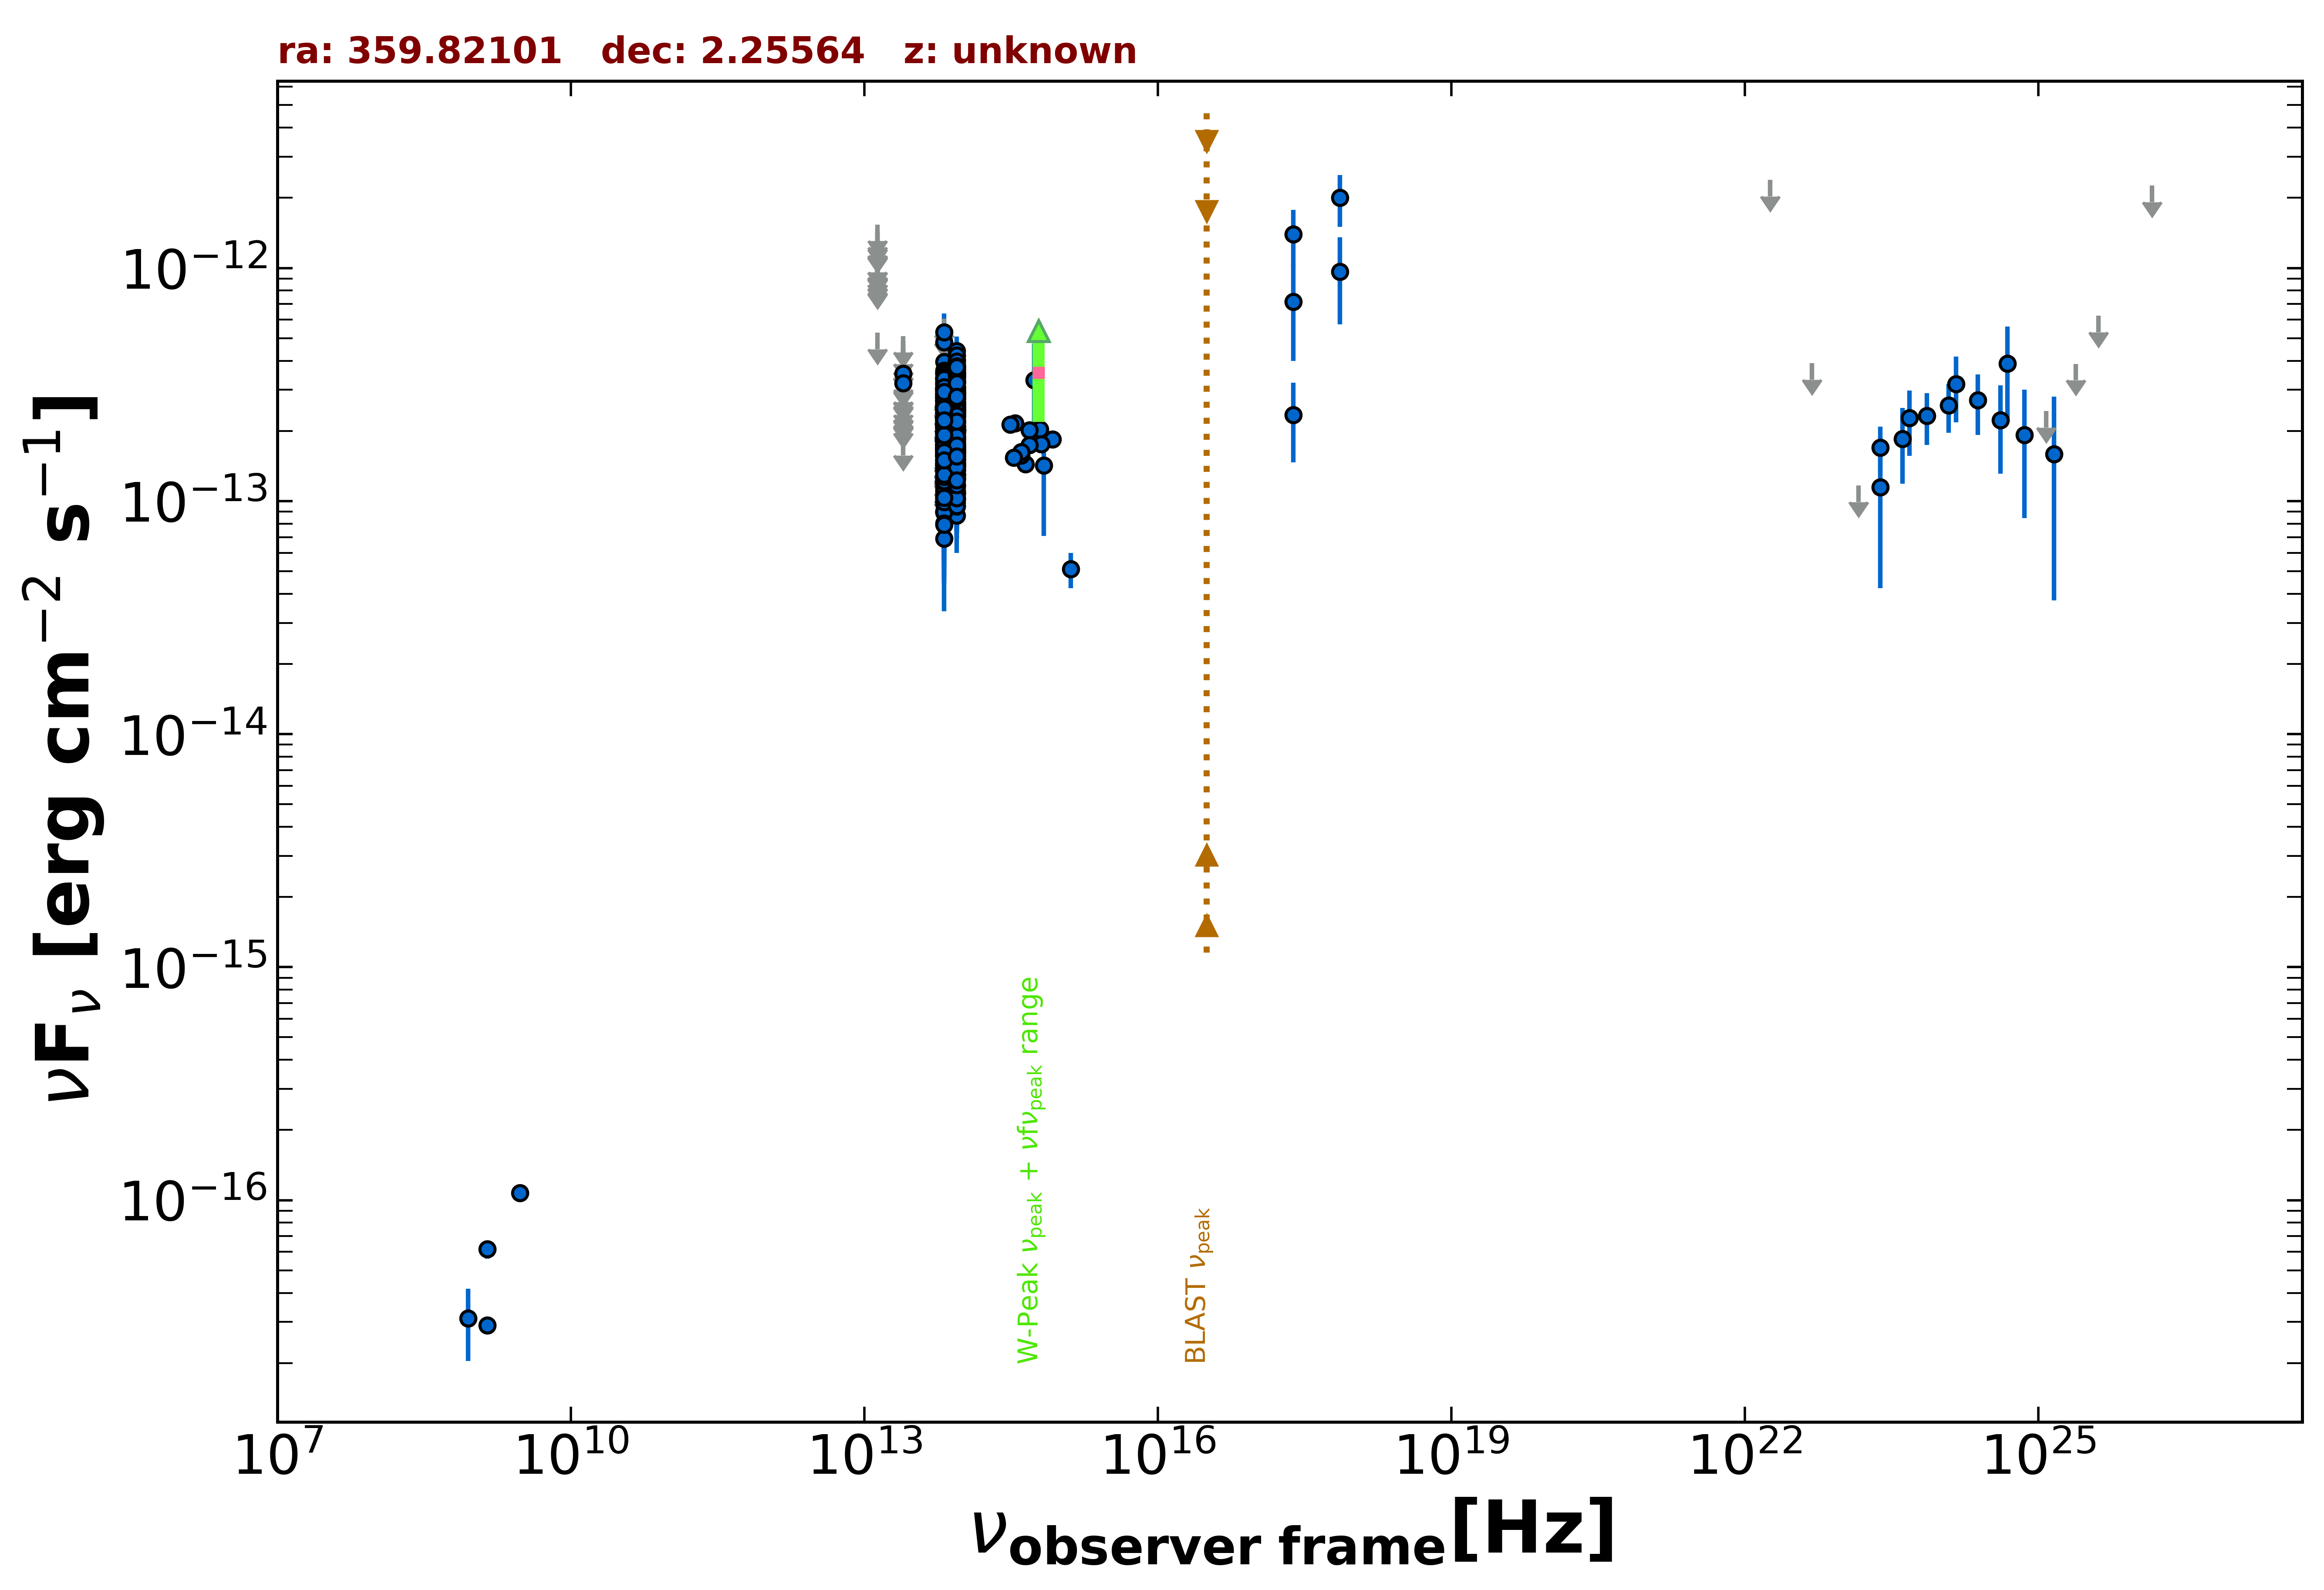 ra: 359.82101 dec: 2.25564 z: unknown
νFν [erg cm⁻² s⁻¹]
10⁻¹²
10⁻¹³
10⁻¹⁴
10⁻¹⁵
10⁻¹⁶
W-Peak νpeak + νfνpeak range
BLAST νpeak
10⁷ 10¹⁰ 10¹³ 10¹⁶ 10¹⁹ 10²² 10²⁵
νobserver frame[Hz]